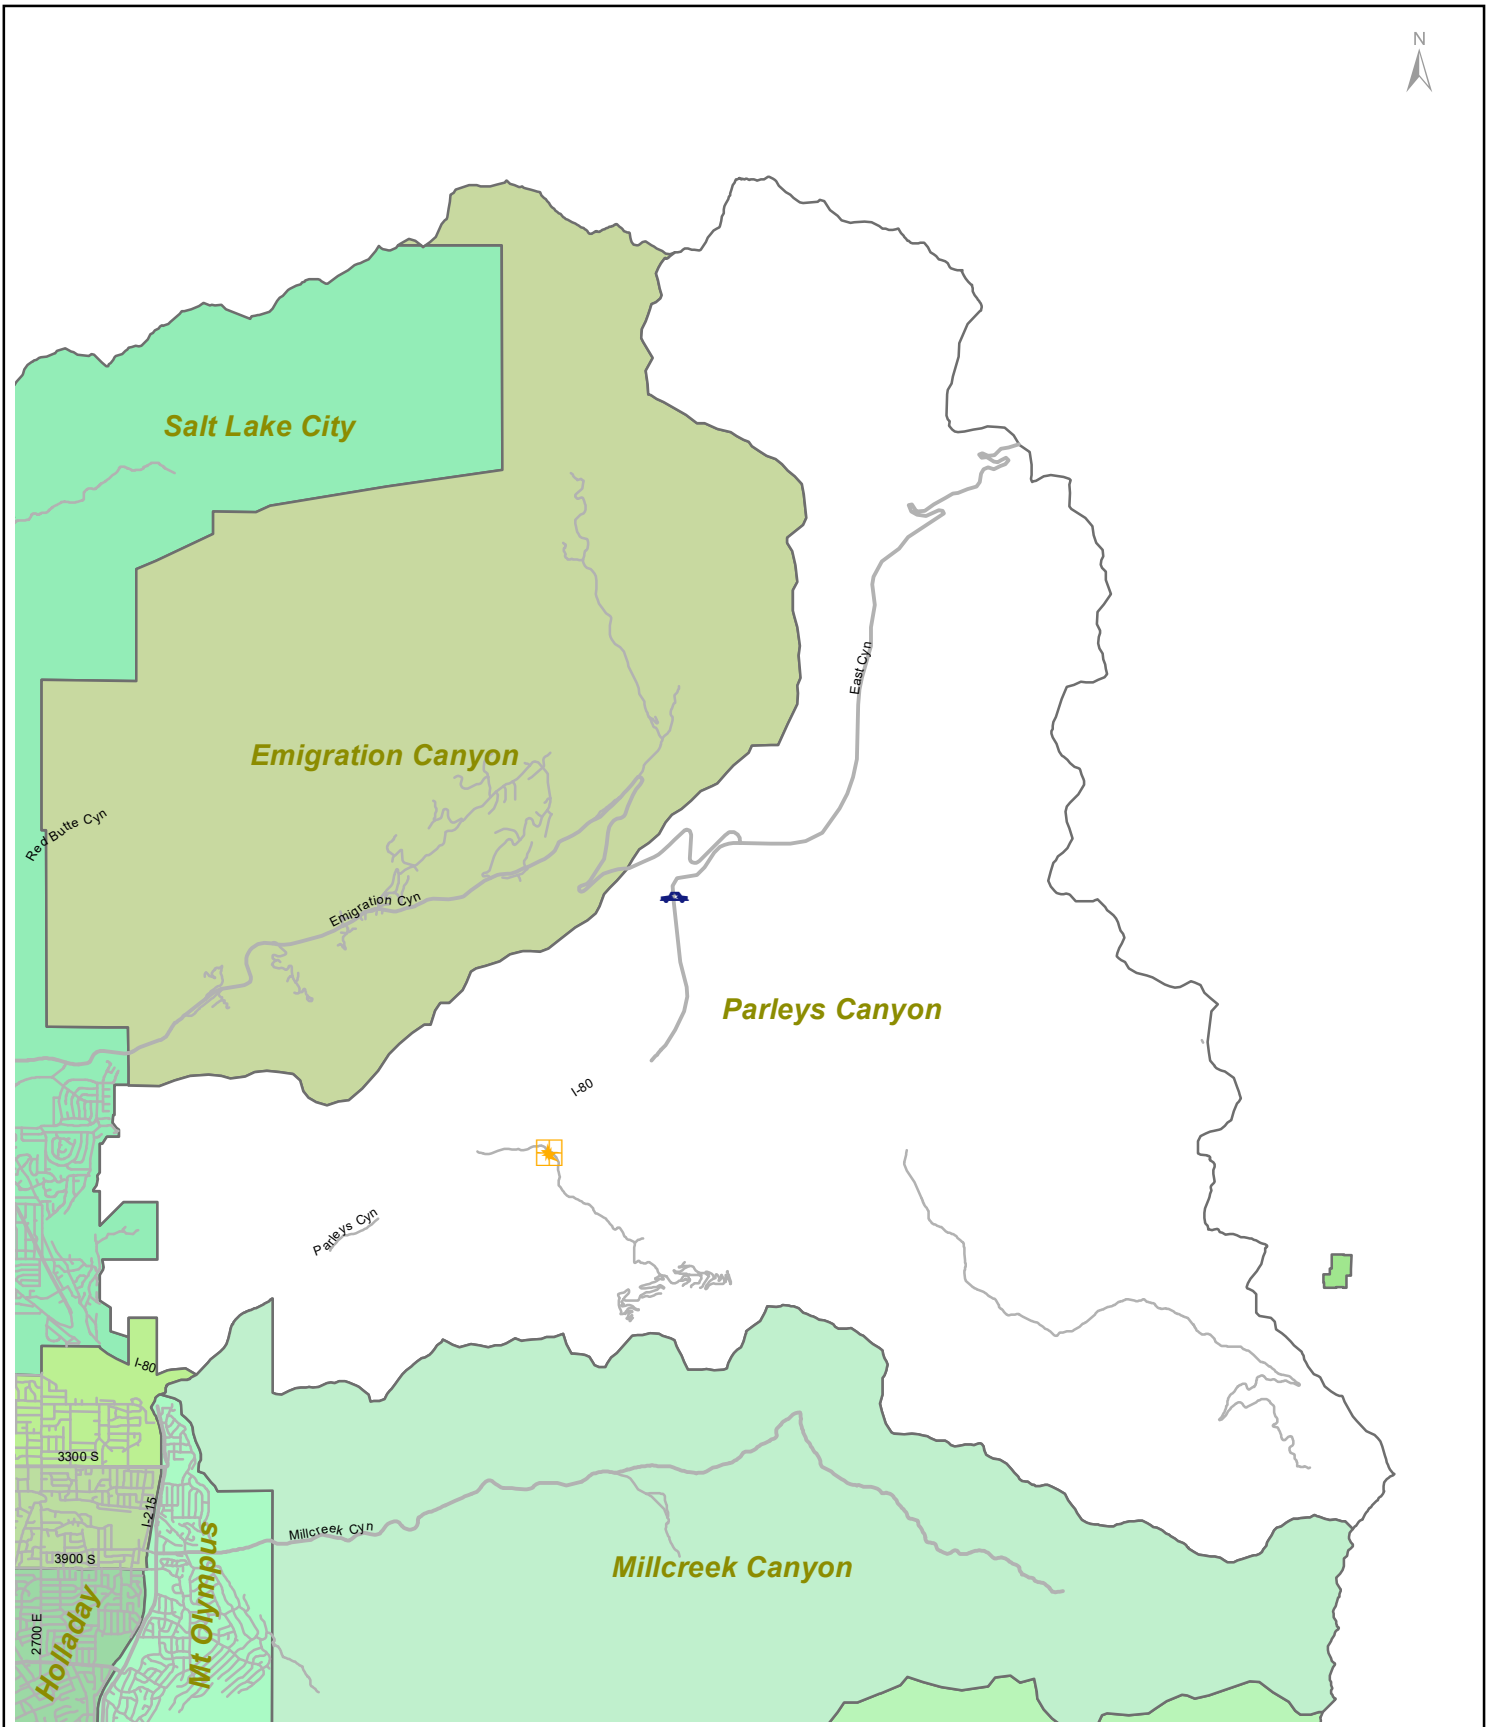 N
Salt Lake City
East Cyn
Emigration Canyon
Red Butte Cyn
Emigration Cyn
Parleys Canyon
I-80
Parleys Cyn
I-80
3300 S
I-215
Millcreek Cyn
3900 S
Millcreek Canyon
2700 E
Holladay
Mt Olympus